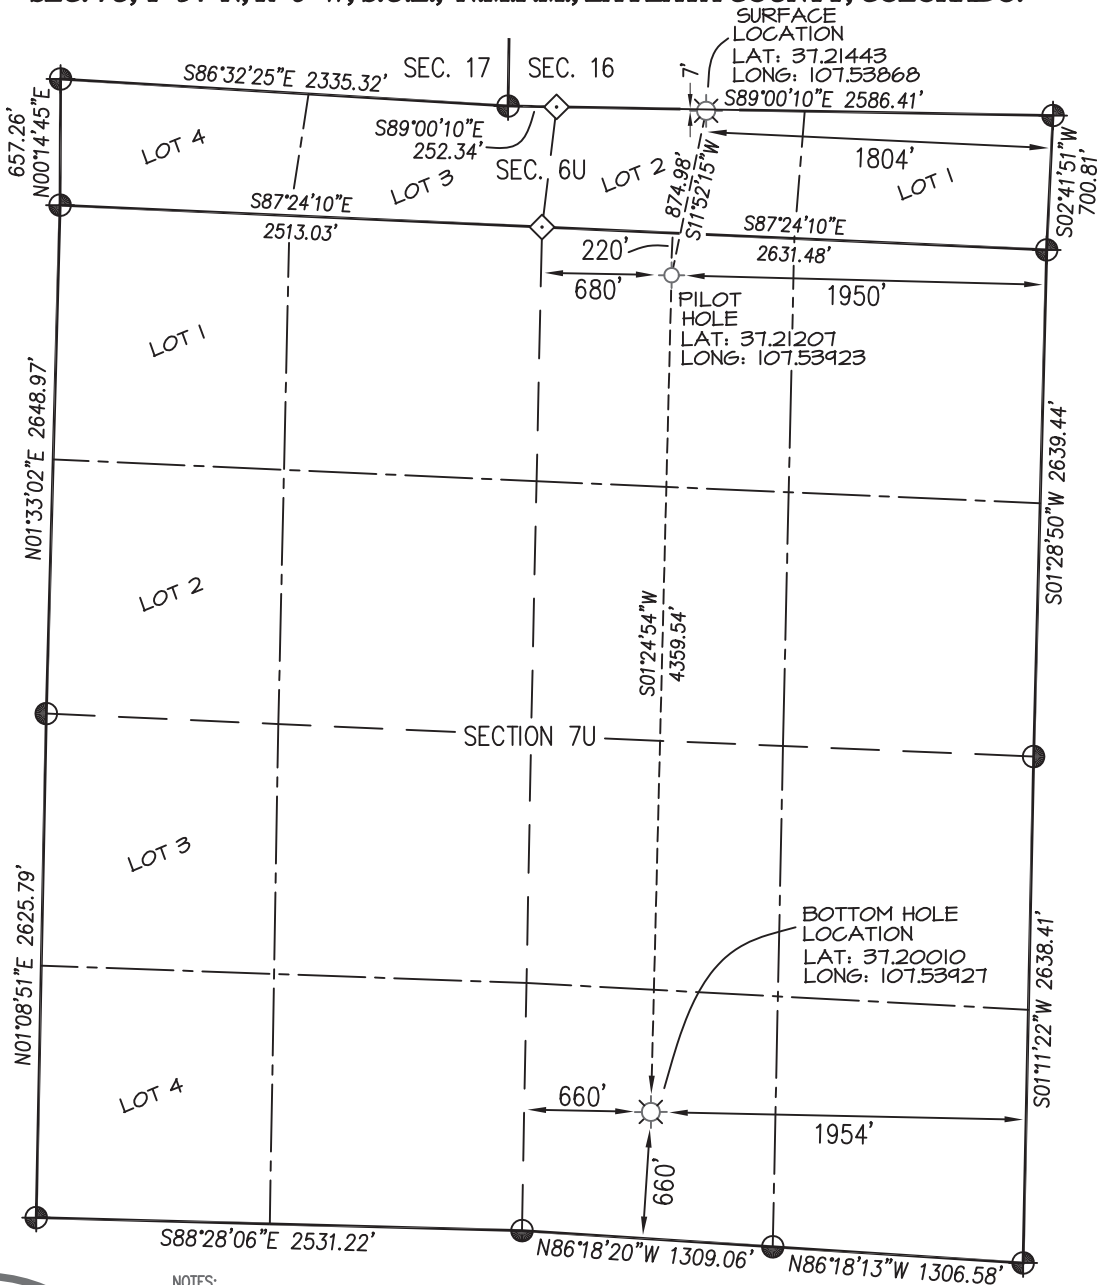 SURFACE
LOCATION
LAT: 37.21443
LONG: 107.53868
SEC. 17
SEC. 16
S86°32'25"E 2335.32'
7'
S89°00'10"E 2586.41'
657.26'
N00°14'45"E
LOT 4
S89°00'10"E
252.34'
SEC. 6U
LOT 3
LOT 2
1804'
LOT 1
S02°41'51"W
700.81'
874.98'
S11°52'15"W
S87°24'10"E
2513.03'
S87°24'10"E
2631.48'
220'
680'
1950'
PILOT
HOLE
LAT: 37.21207
LONG: 107.53923
LOT 1
N01°33'02"E 2648.97'
S01°28'50"W 2639.44'
LOT 2
S01°24'54"W
4359.54'
SECTION 7U
LOT 3
N01°08'51"E 2625.79'
BOTTOM HOLE
LOCATION
LAT: 37.20010
LONG: 107.53927
S01°11'22"W 2638.41'
LOT 4
660'
1954'
660'
S88°28'06"E 2531.22'
N86°18'20"W 1309.06'
N86°18'13"W 1306.58'
NOTES: